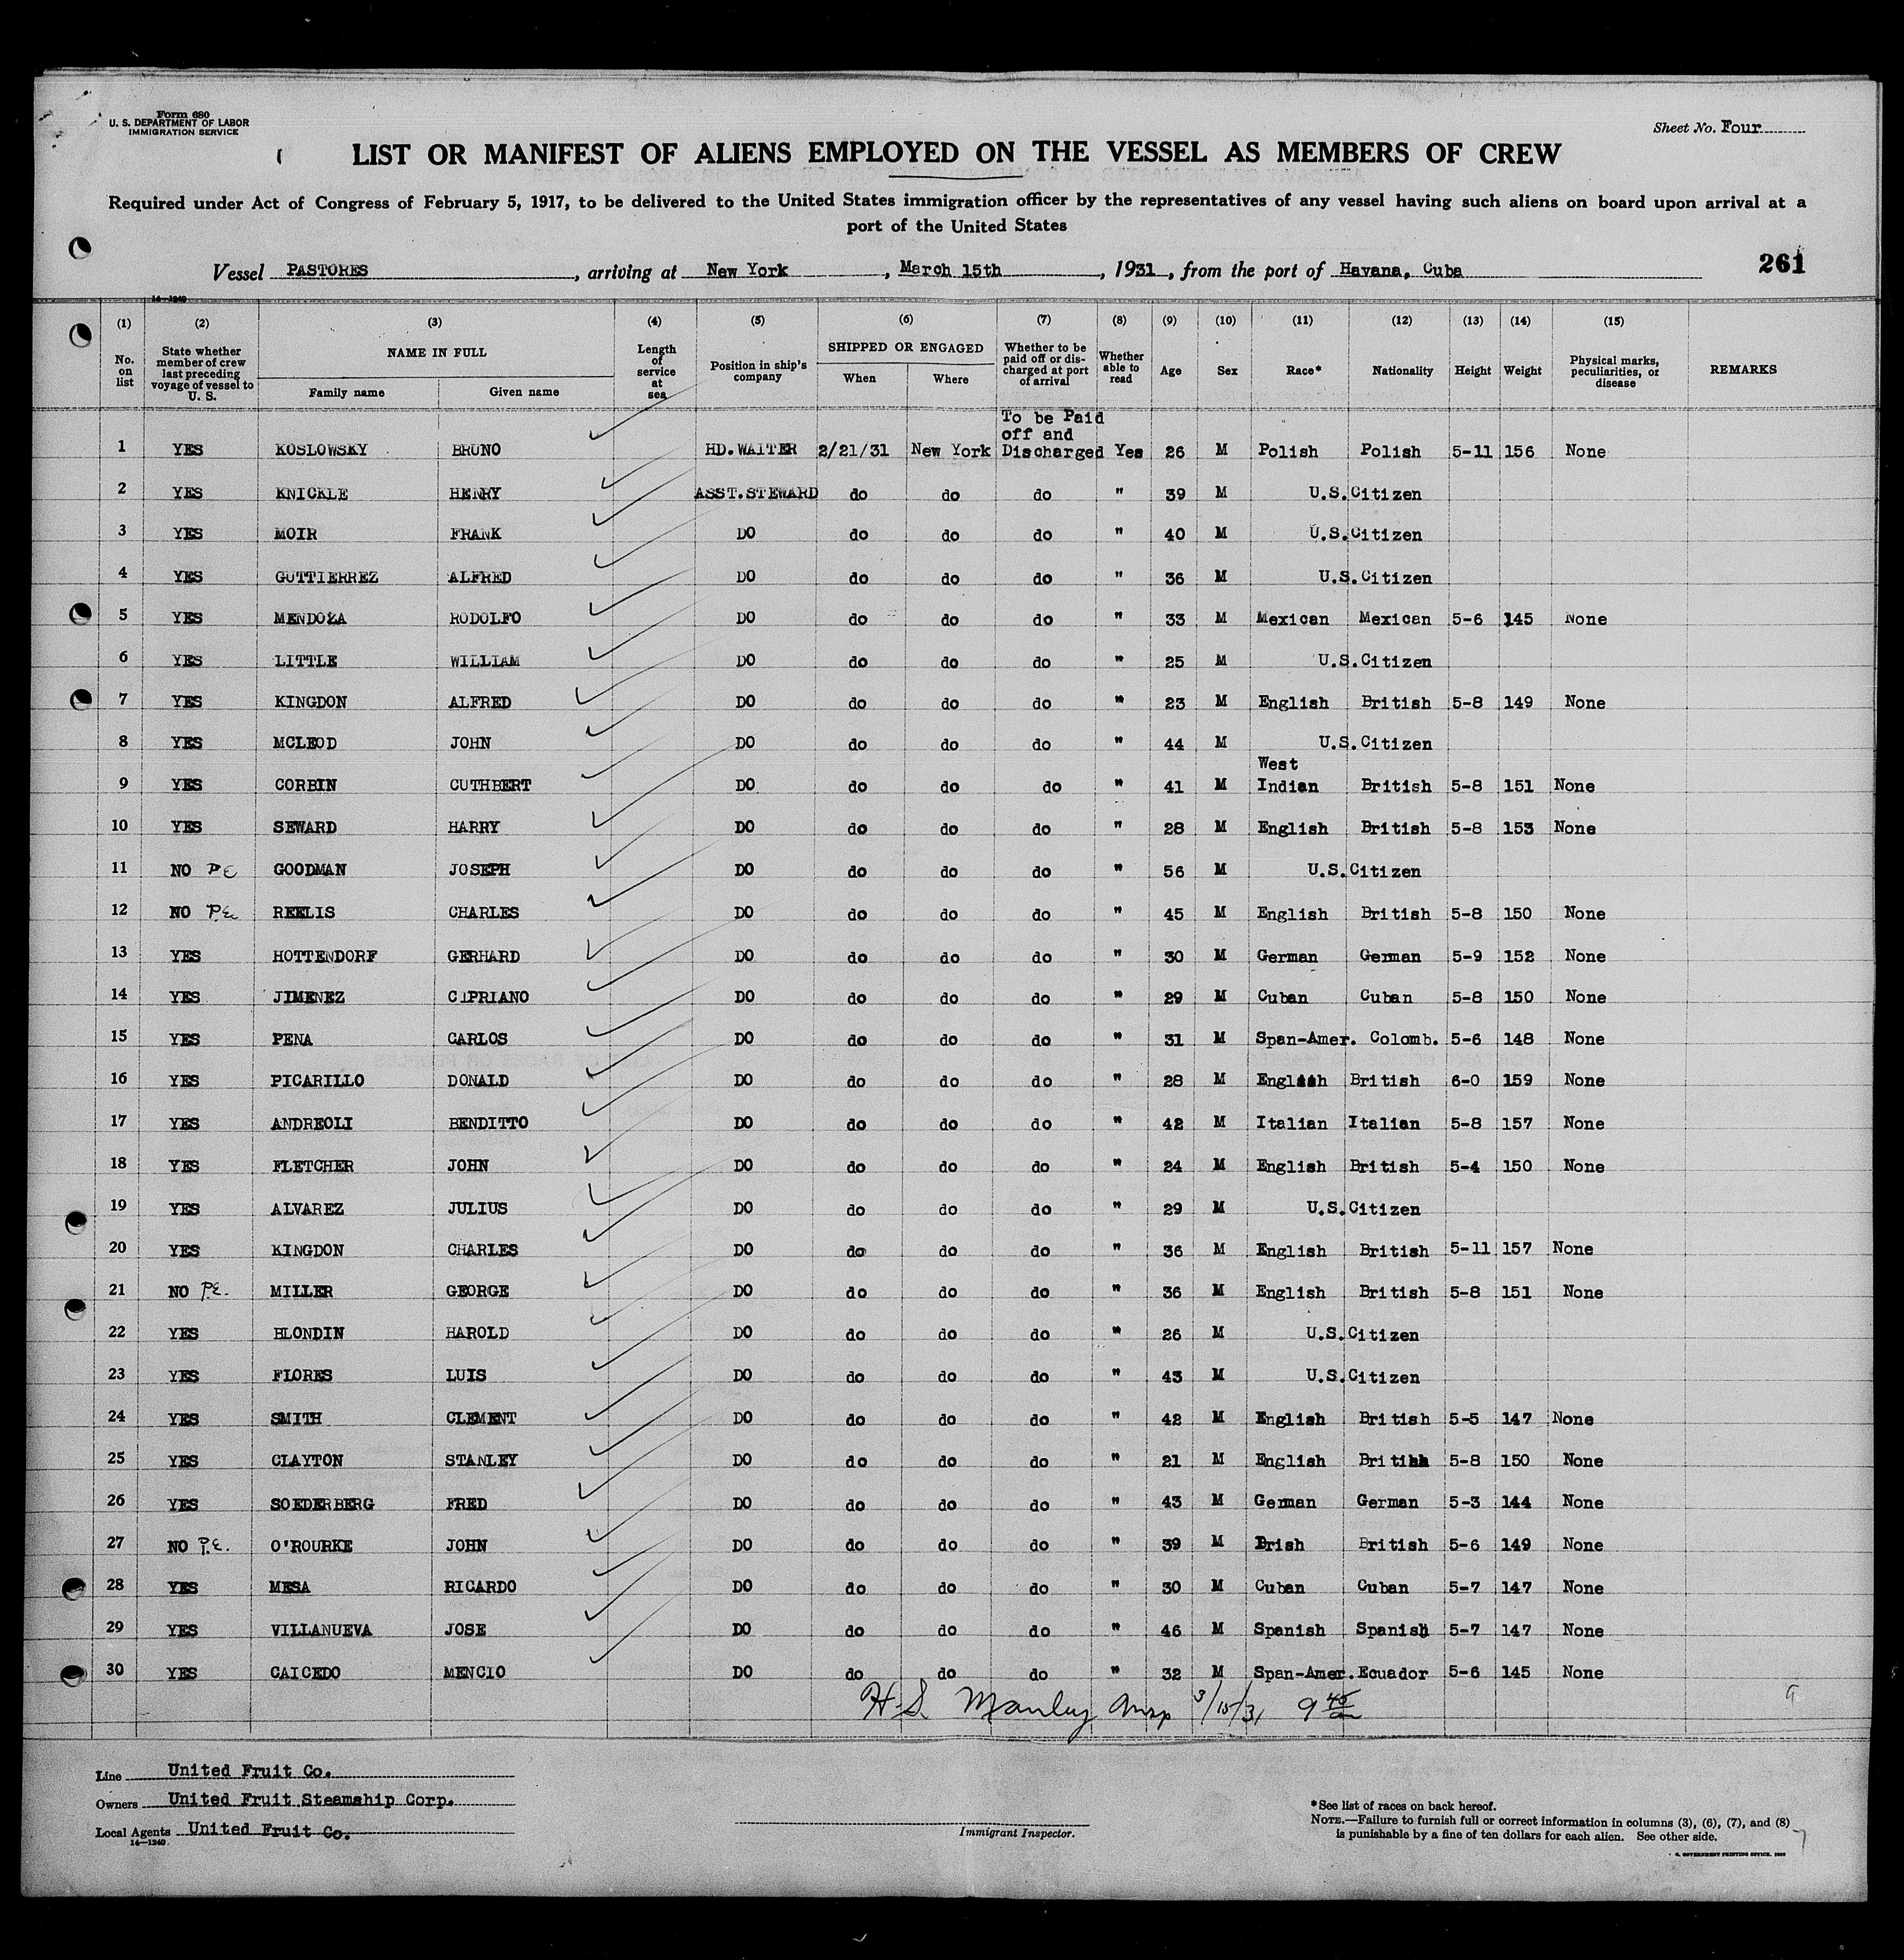 Form 680
U. S. DEPARTMENT OF LABOR
IMMIGRATION SERVICE
Sheet No. Four
LIST OR MANIFEST OF ALIENS EMPLOYED ON THE VESSEL AS MEMBERS OF CREW
Required under Act of Congress of February 5, 1917, to be delivered to the United States immigration officer by the representatives of any vessel having such aliens on board upon arrival at a
port of the United States
Vessel PASTORES, arriving at New York, March 15th, 1931, from the port of Havana, Cuba
261
14—1240
(1) (2) (3) (4) (5) (6) (7) (8) (9) (10) (11) (12) (13) (14) (15)
No. on list State whether member of crew last preceding voyage of vessel to U. S. NAME IN FULL Family name Given name Length of service at sea Position in ship's company SHIPPED OR ENGAGED When Where Whether to be paid off or discharged at port of arrival Whether able to read Age Sex Race* Nationality Height Weight Physical marks, peculiarities, or disease REMARKS
To be Paid
off and
1 YES KOSLOWSKY BRUNO HD.WAITER 2/21/31 New York Discharged Yes 26 M Polish Polish 5-11 156 None
2 YES KNICKLE HENRY ASST.STEWARD do do do " 39 M U.S.Citizen
3 YES MOIR FRANK DO do do do " 40 M U.S.Citizen
4 YES GUTTIERREZ ALFRED DO do do do " 36 M U.S.Citizen
5 YES MENDOZA RODOLFO DO do do do " 33 M Mexican Mexican 5-6 145 None
6 YES LITTLE WILLIAM DO do do do " 25 M U.S.Citizen
7 YES KINGDON ALFRED DO do do do " 23 M English British 5-8 149 None
8 YES MCLEOD JOHN DO do do do " 44 M U.S.Citizen
West
9 YES CORBIN CUTHBERT DO do do do " 41 M Indian British 5-8 151 None
10 YES SEWARD HARRY DO do do do " 28 M English British 5-8 153 None
11 NO P.E. GOODMAN JOSEPH DO do do do " 56 M U.S.Citizen
12 NO P.E. REELIS CHARLES DO do do do " 45 M English British 5-8 150 None
13 YES HOTTENDORF GERHARD DO do do do " 30 M German German 5-9 152 None
14 YES JIMENEZ CIPRIANO DO do do do " 29 M Cuban Cuban 5-8 150 None
15 YES PENA CARLOS DO do do do " 31 M Span-Amer. Colomb. 5-6 148 None
16 YES PICARILLO DONALD DO do do do " 28 M English British 6-0 159 None
17 YES ANDREOLI BENDITTO DO do do do " 42 M Italian Italian 5-8 157 None
18 YES FLETCHER JOHN DO do do do " 24 M English British 5-4 150 None
19 YES ALVAREZ JULIUS DO do do do " 29 M U.S.Citizen
20 YES KINGDON CHARLES DO do do do " 36 M English British 5-11 157 None
21 NO P.E. MILLER GEORGE DO do do do " 36 M English British 5-8 151 None
22 YES BLONDIN HAROLD DO do do do " 26 M U.S.Citizen
23 YES FLORES LUIS DO do do do " 43 M U.S.Citizen
24 YES SMITH CLEMENT DO do do do " 42 M English British 5-5 147 None
25 YES CLAYTON STANLEY DO do do do " 21 M English British 5-8 150 None
26 YES SOEDERBERG FRED DO do do do " 43 M German German 5-3 144 None
27 NO P.E. O'ROURKE JOHN DO do do do " 39 M Irish British 5-6 149 None
28 YES MESA RICARDO DO do do do " 30 M Cuban Cuban 5-7 147 None
29 YES VILLANUEVA JOSE DO do do do " 46 M Spanish Spanish 5-7 147 None
30 YES CAICEDO MENCIO DO do do do " 32 M Span-Amer. Ecuador 5-6 145 None
H.S. Manley Insp 3/15/31 9 45
Line United Fruit Co.
Owners United Fruit Steamship Corp.
Local Agents United Fruit Co.
14—1240
Immigrant Inspector.
*See list of races on back hereof.
NOTE.—Failure to furnish full or correct information in columns (3), (6), (7), and (8)
is punishable by a fine of ten dollars for each alien. See other side.